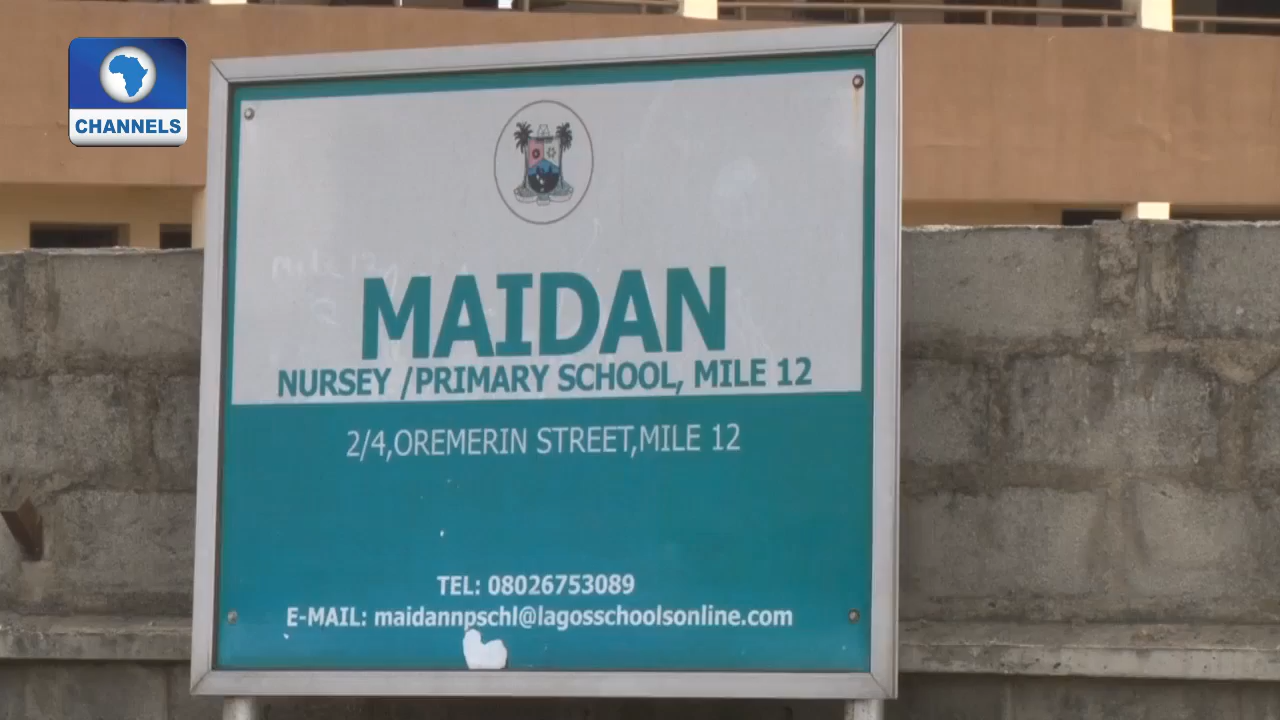 CHANNELS
MAIDAN
NURSEY /PRIMARY SCHOOL, MILE 12
2/4,OREMERIN STREET,MILE 12
TEL: 08026753089
E-MAIL: maidannpschl@lagosschoolsonline.com